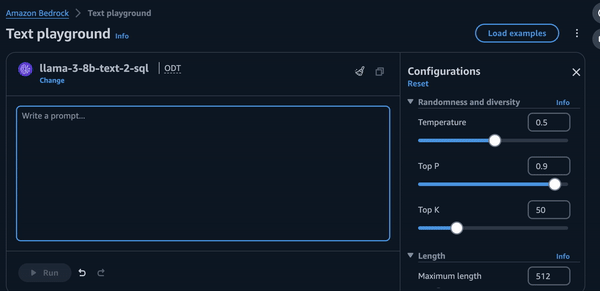 Amazon Bedrock > Text playground
Text playground Info
Load examples
llama-3-8b-text-2-sql | ODT
Change
Write a prompt...
Run
Configurations
Reset
Randomness and diversity Info
Temperature 0.5
Top P 0.9
Top K 50
Length Info
Maximum length 512